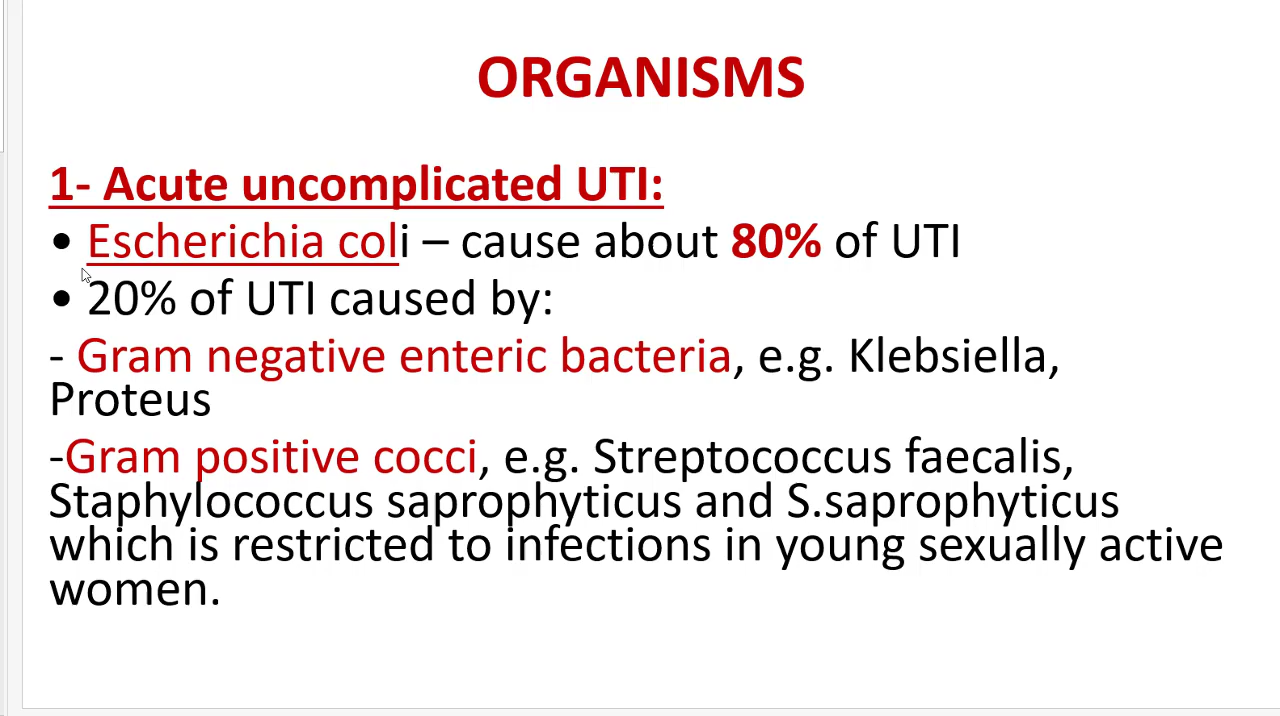 ORGANISMS
1- Acute uncomplicated UTI:
• Escherichia coli – cause about 80% of UTI
• 20% of UTI caused by:
- Gram negative enteric bacteria, e.g. Klebsiella,
Proteus
-Gram positive cocci, e.g. Streptococcus faecalis,
Staphylococcus saprophyticus and S.saprophyticus
which is restricted to infections in young sexually active
women.